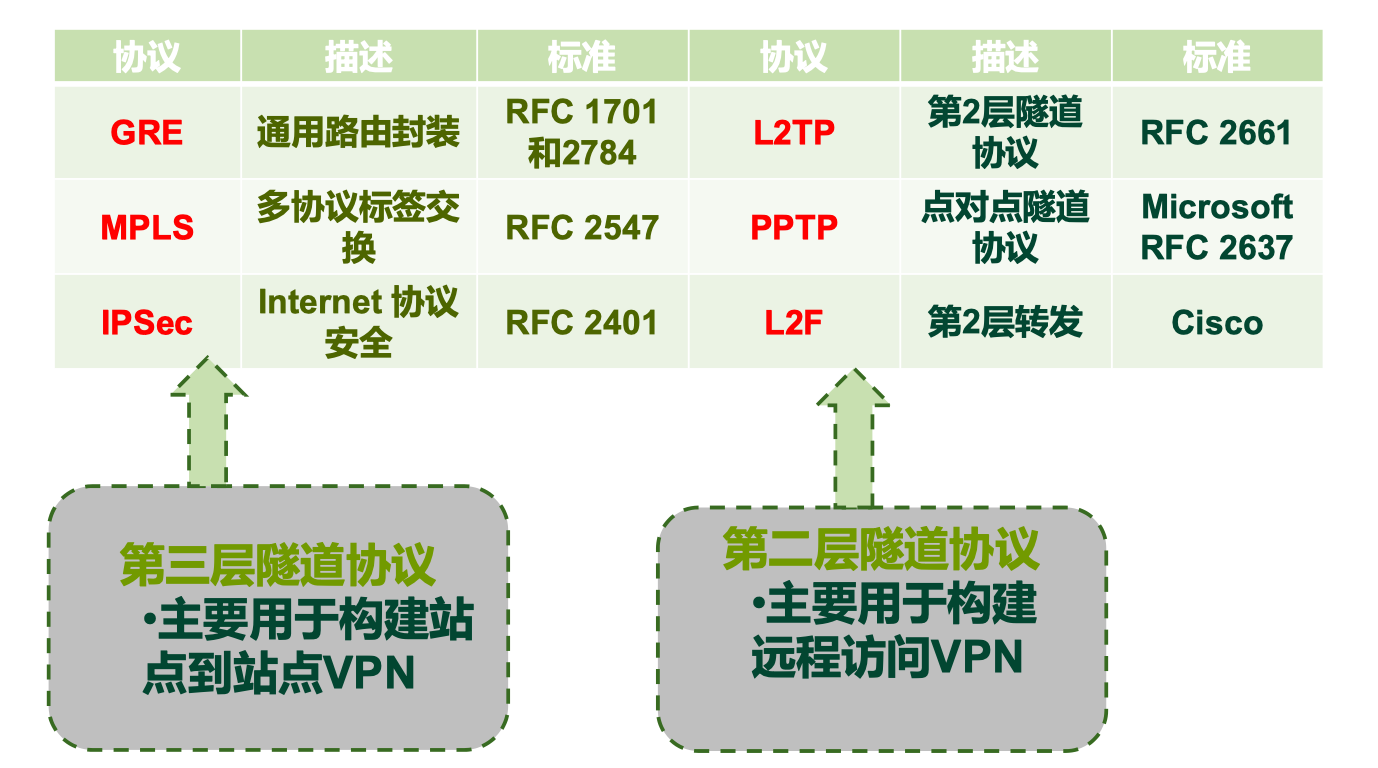 协议 描述 标准 协议 描述 标准
GRE 通用路由封装 RFC 1701 和2784 L2TP 第2层隧道协议 RFC 2661
MPLS 多协议标签交换 RFC 2547 PPTP 点对点隧道协议 Microsoft RFC 2637
IPSec Internet 协议安全 RFC 2401 L2F 第2层转发 Cisco
第三层隧道协议
•主要用于构建站
点到站点VPN
第二层隧道协议
•主要用于构建
远程访问VPN